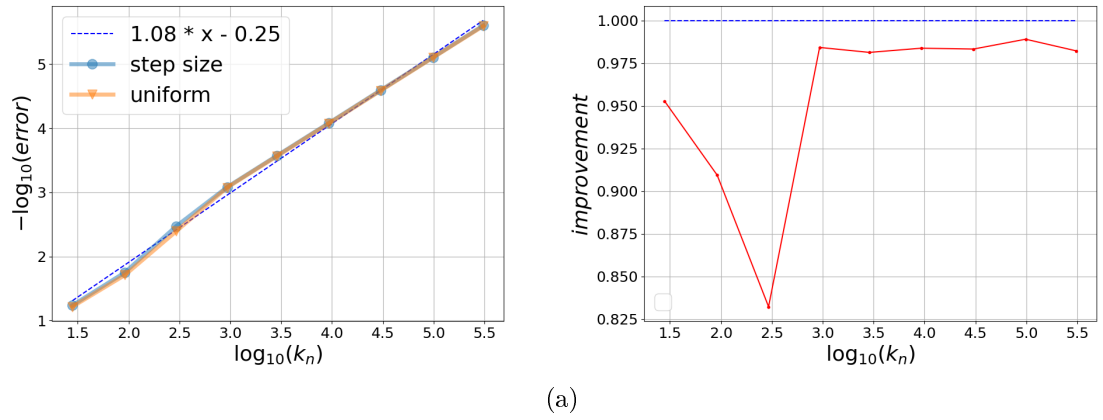 1.08 * x - 0.25
step size
uniform
5
4
3
2
1
−log10(error)
1.5 2.0 2.5 3.0 3.5 4.0 4.5 5.0 5.5
log10(kn)
1.000
0.975
0.950
0.925
0.900
0.875
0.850
0.825
improvement
1.5 2.0 2.5 3.0 3.5 4.0 4.5 5.0 5.5
log10(kn)
(a)